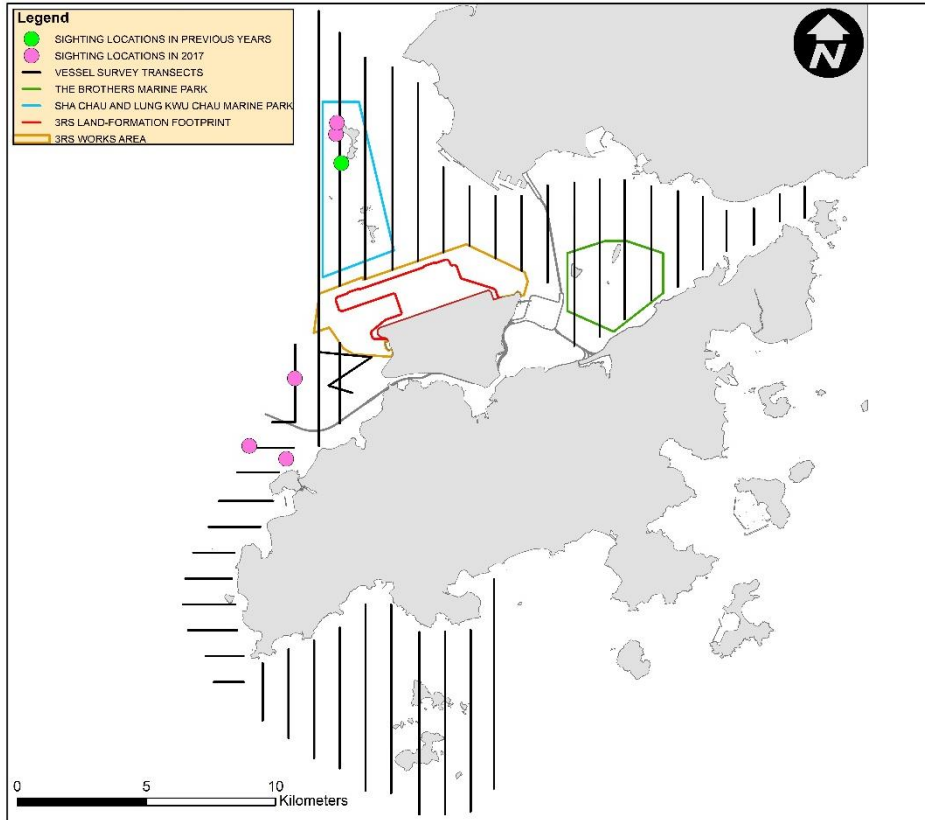 Legend
SIGHTING LOCATIONS IN PREVIOUS YEARS
SIGHTING LOCATIONS IN 2017
VESSEL SURVEY TRANSECTS
THE BROTHERS MARINE PARK
SHA CHAU AND LUNG KWU CHAU MARINE PARK
3RS LAND-FORMATION FOOTPRINT
3RS WORKS AREA
N
0 5 10
Kilometers